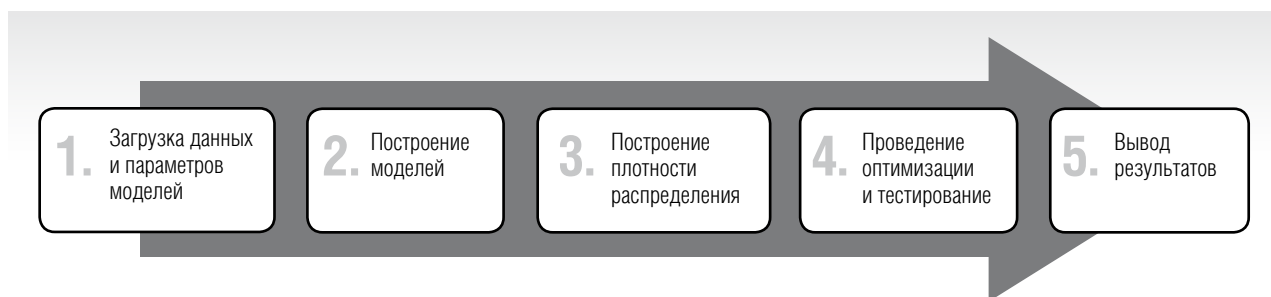 1. Загрузка данных
и параметров
моделей
2. Построение
моделей
3. Построение
плотности
распределения
4. Проведение
оптимизации
и тестирование
5. Вывод
результатов